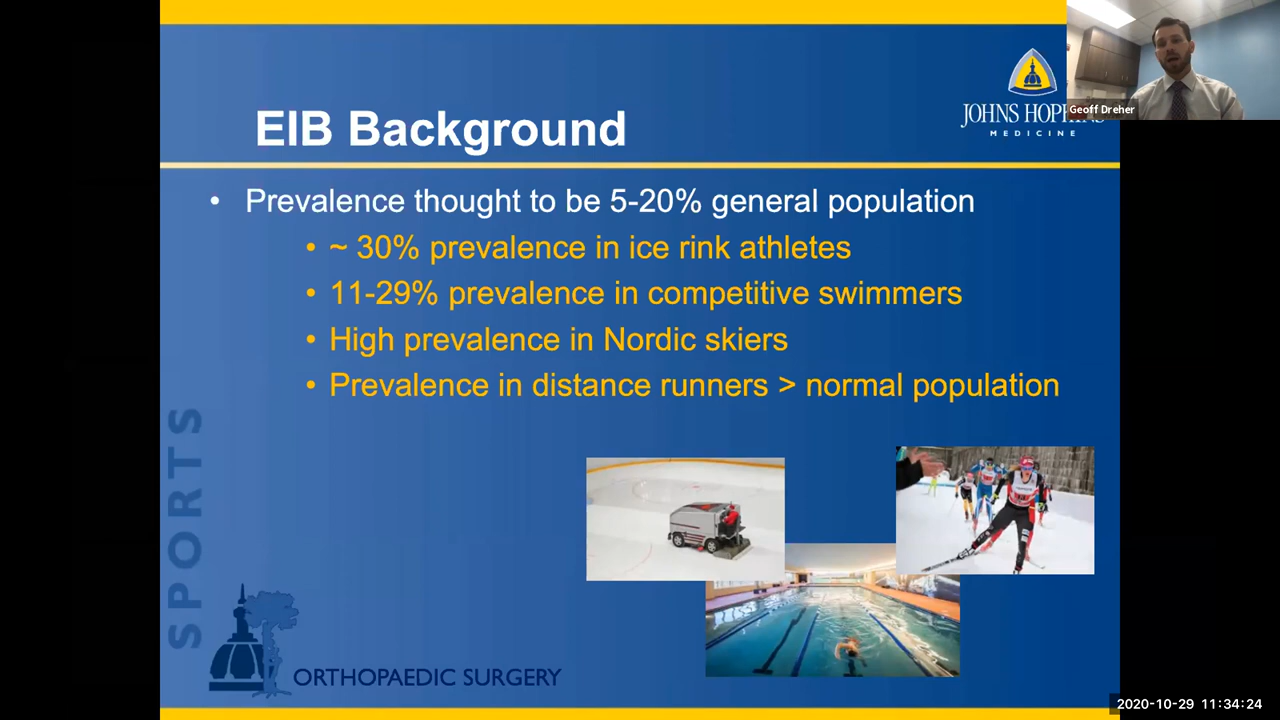 EIB Background
JOHNS HOPKINS
MEDICINE
Geoff Dreher
• Prevalence thought to be 5-20% general population
• ~ 30% prevalence in ice rink athletes
• 11-29% prevalence in competitive swimmers
• High prevalence in Nordic skiers
• Prevalence in distance runners > normal population
SPORTS
ORTHOPAEDIC SURGERY
2020-10-29 11:34:24